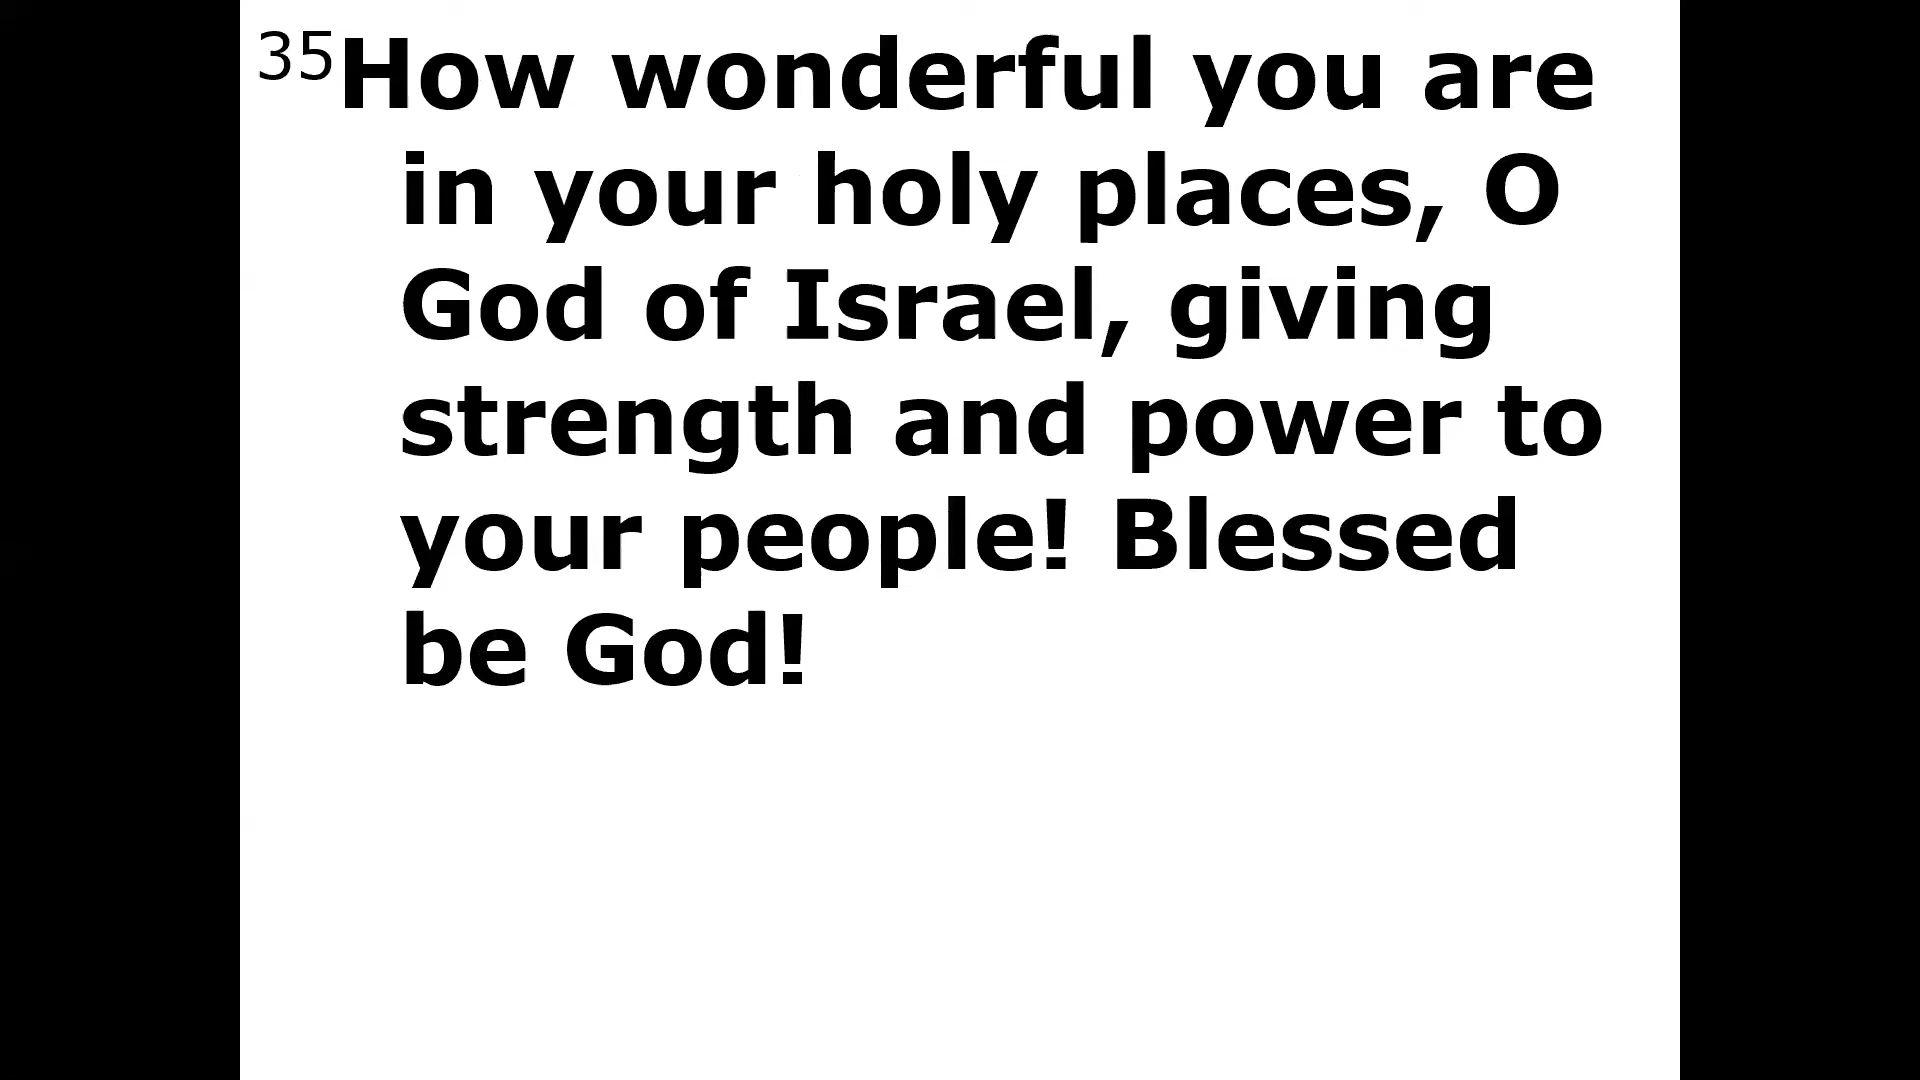 35How wonderful you are
in your holy places, O
God of Israel, giving
strength and power to
your people! Blessed
be God!